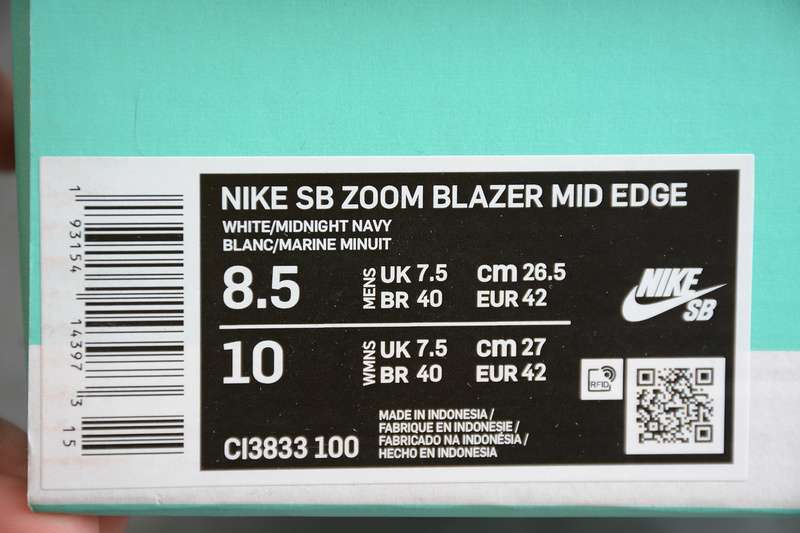 NIKE SB ZOOM BLAZER MID EDGE
WHITE/MIDNIGHT NAVY
BLANC/MARINE MINUIT
8.5 MENS UK 7.5 cm 26.5
BR 40 EUR 42
10 WMNS UK 7.5 cm 27
BR 40 EUR 42
CI3833 100
MADE IN INDONESIA /
FABRIQUE EN INDONESIE /
FABRICADO NA INDONÉSIA /
HECHO EN INDONESIA
NIKE
SB
RFID
1 93154 14397 3 15